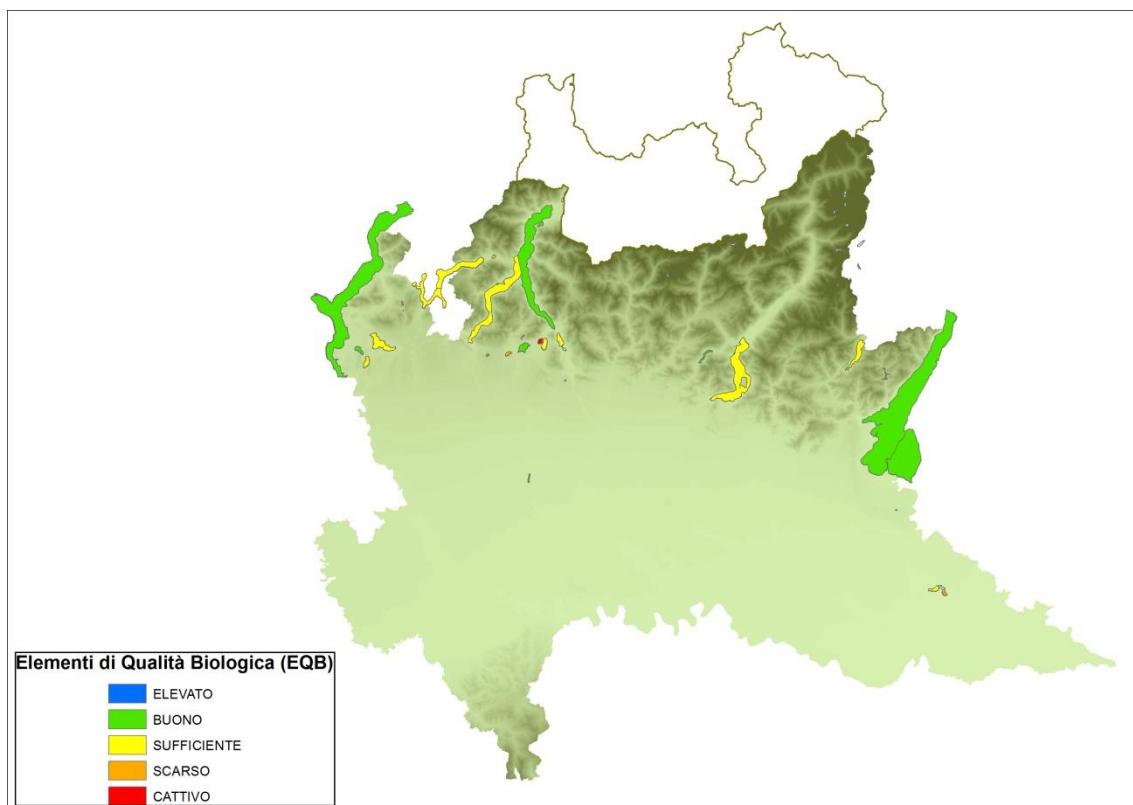 Elementi di Qualità Biologica (EQB)
ELEVATO
BUONO
SUFFICIENTE
SCARSO
CATTIVO